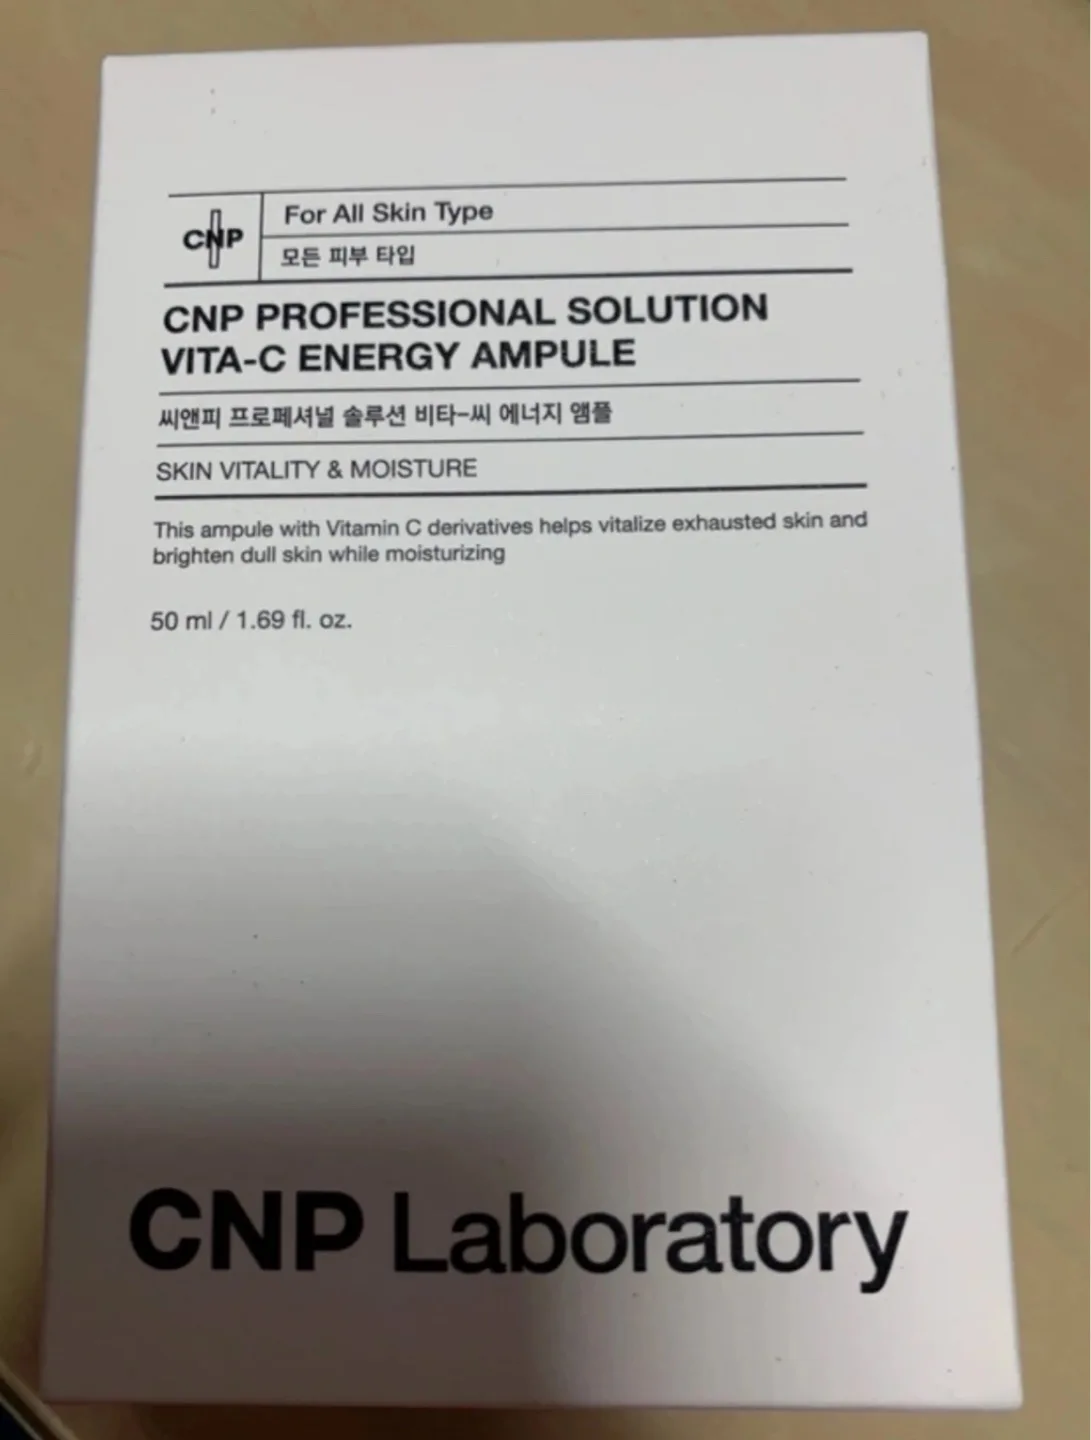 CNP
For All Skin Type
모든 피부 타입
CNP PROFESSIONAL SOLUTION
VITA-C ENERGY AMPULE
씨앤피 프로페셔널 솔루션 비타-씨 에너지 앰플
SKIN VITALITY & MOISTURE
This ampule with Vitamin C derivatives helps vitalize exhausted skin and
brighten dull skin while moisturizing
50 ml / 1.69 fl. oz.
CNP Laboratory